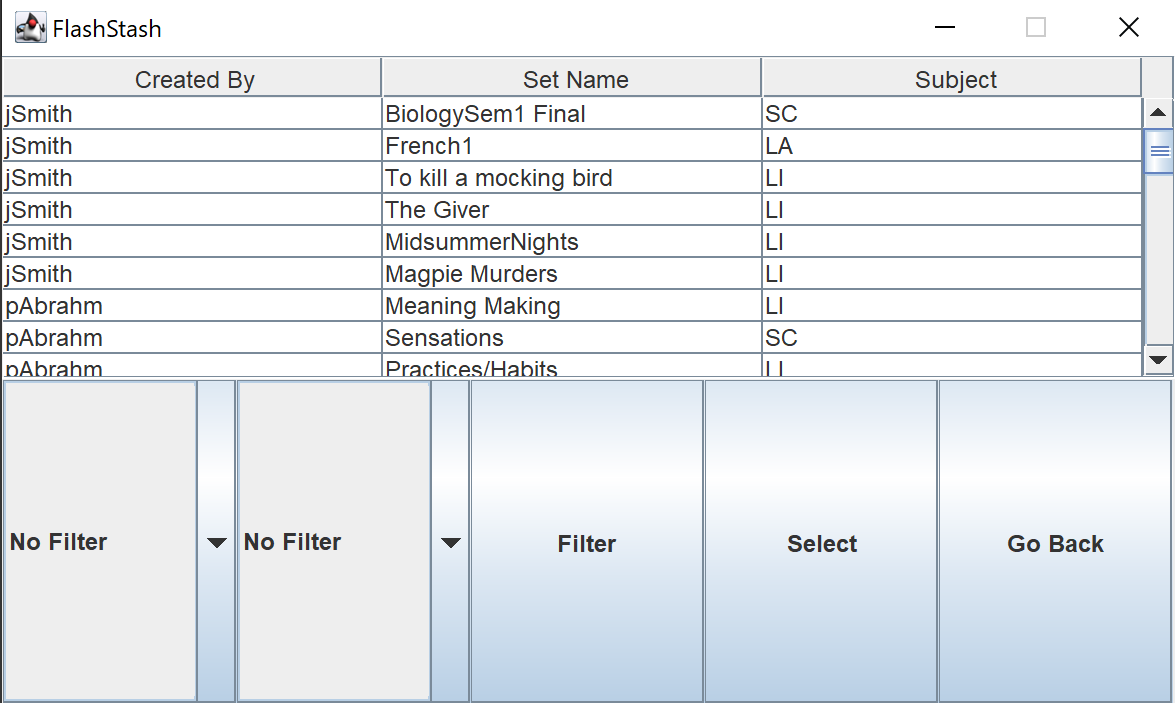 FlashStash
Created By Set Name Subject
jSmith BiologySem1 Final SC
jSmith French1 LA
jSmith To kill a mocking bird LI
jSmith The Giver LI
jSmith MidsummerNights LI
jSmith Magpie Murders LI
pAbrahm Meaning Making LI
pAbrahm Sensations SC
pAbrahm Practices/Habits LI
No Filter No Filter Filter Select Go Back